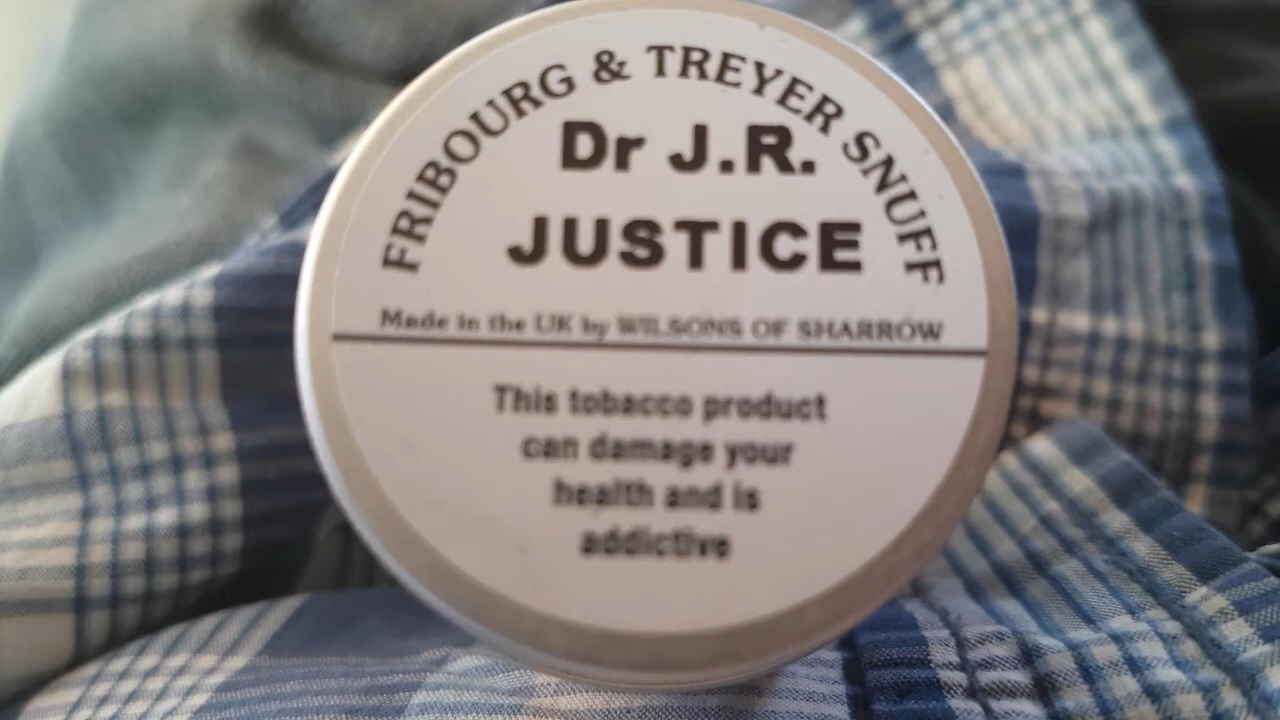 FRIBOURG & TREYER SNUFF
Dr J.R.
JUSTICE
Made in the UK by WILSONS OF SHARROW
This tobacco product
can damage your
health and is
addictive